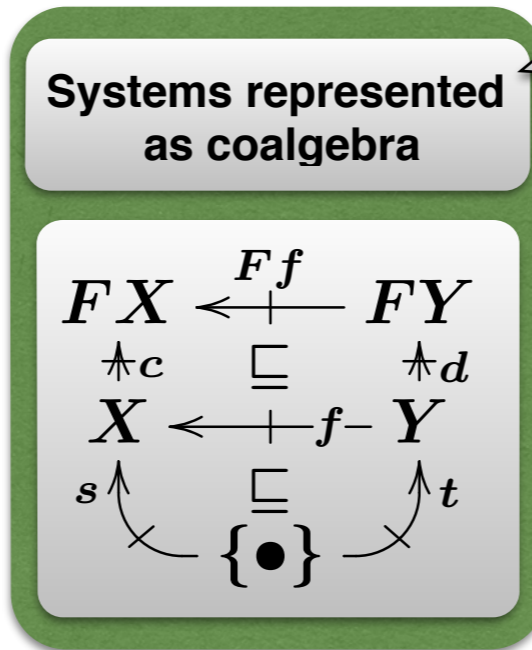 Systems represented
as coalgebra
Ff
FX FY
c ⊑ d
X f Y
s ⊑ t
{●}